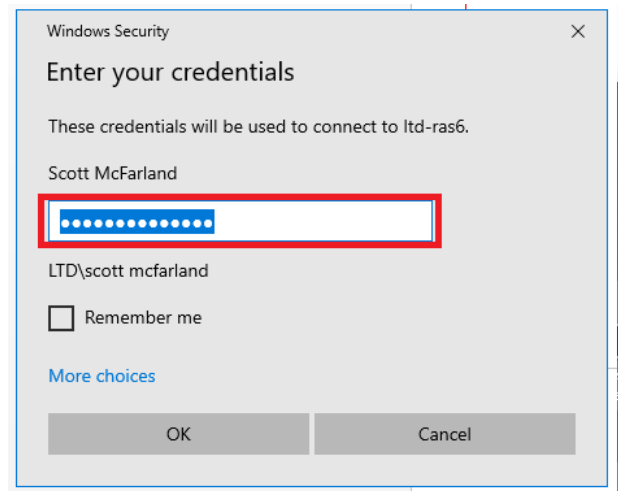 Windows Security
Enter your credentials
These credentials will be used to connect to ltd-ras6.
Scott McFarland
••••••••••••••
LTD\scott mcfarland
Remember me
More choices
OK
Cancel